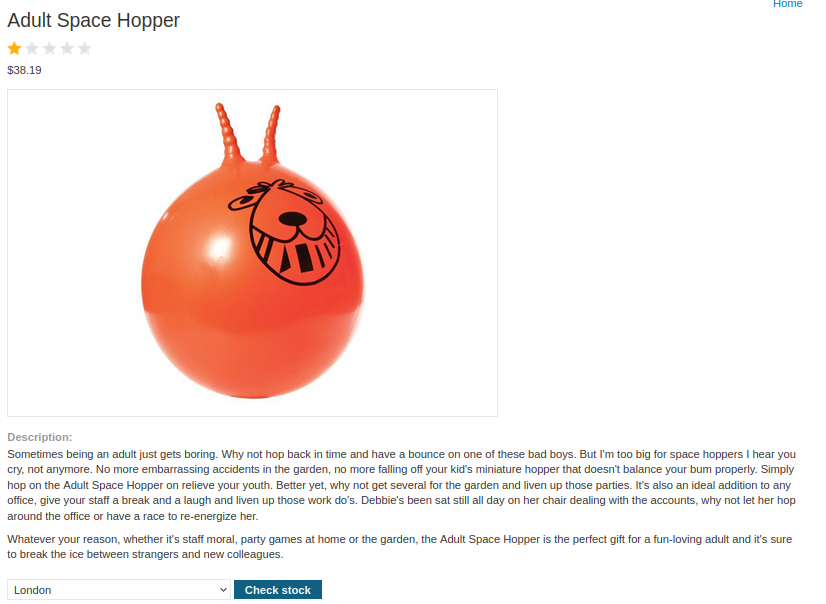 Home
Adult Space Hopper
$38.19
Description:
Sometimes being an adult just gets boring. Why not hop back in time and have a bounce on one of these bad boys. But I'm too big for space hoppers I hear you
cry, not anymore. No more embarrassing accidents in the garden, no more falling off your kid's miniature hopper that doesn't balance your bum properly. Simply
hop on the Adult Space Hopper on relieve your youth. Better yet, why not get several for the garden and liven up those parties. It's also an ideal addition to any
office, give your staff a break and a laugh and liven up those work do's. Debbie's been sat still all day on her chair dealing with the accounts, why not let her hop
around the office or have a race to re-energize her.
Whatever your reason, whether it's staff moral, party games at home or the garden, the Adult Space Hopper is the perfect gift for a fun-loving adult and it's sure
to break the ice between strangers and new colleagues.
London Check stock